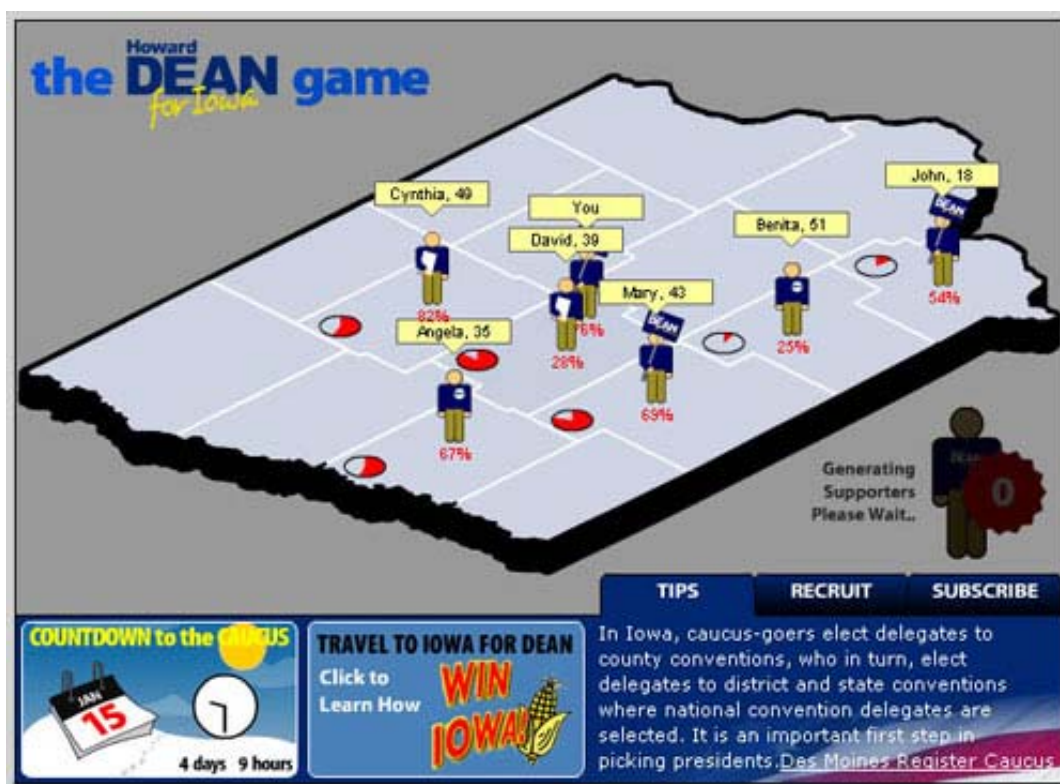 Howard
the DEAN game
for Iowa
John, 18
DEAN
Cynthia, 49
You
Benita, 51
David, 39
Mary, 43
DEAN
54%
82%
76%
Angela, 35
28%
25%
69%
67%
Generating
Supporters
Please Wait..
0
TIPS
RECRUIT
SUBSCRIBE
COUNTDOWN to the CAUCUS
JAN
15
4 days 9 hours
TRAVEL TO IOWA FOR DEAN
Click to
Learn How
WIN
IOWA!
In Iowa, caucus-goers elect delegates to
county conventions, who in turn, elect
delegates to district and state conventions
where national convention delegates are
selected. It is an important first step in
picking presidents.Des Moines Register Caucus